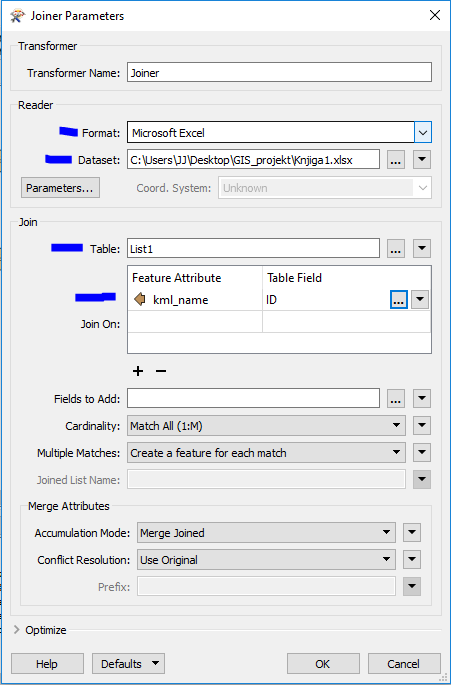 Joiner Parameters
Transformer
Transformer Name: Joiner
Reader
Format: Microsoft Excel
Dataset: C:\Users\JJ\Desktop\GIS_projekt\Knjiga1.xlsx ...
Parameters... Coord. System: Unknown
Join
Table: List1 ...
Feature Attribute Table Field
kml_name ID ...
Join On:
+ −
Fields to Add: ...
Cardinality: Match All (1:M)
Multiple Matches: Create a feature for each match
Joined List Name:
Merge Attributes
Accumulation Mode: Merge Joined
Conflict Resolution: Use Original
Prefix:
Optimize
Help Defaults OK Cancel